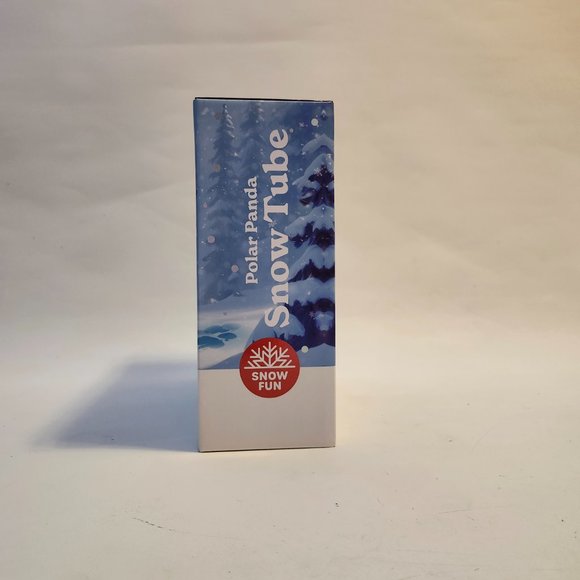 Polar Panda
Snow Tube
SNOW
FUN